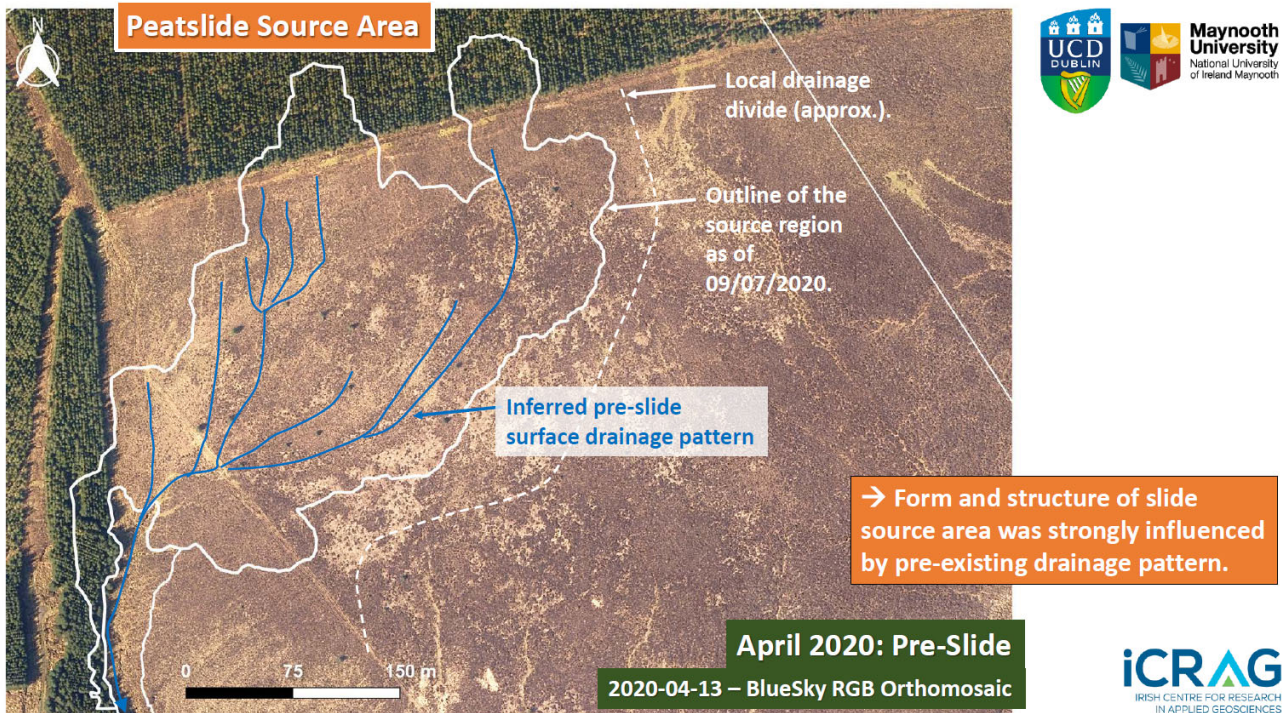 Peatslide Source Area
N
Local drainage
divide (approx.).
Outline of the
source region
as of
09/07/2020.
Inferred pre-slide
surface drainage pattern
→ Form and structure of slide
source area was strongly influenced
by pre-existing drainage pattern.
April 2020: Pre-Slide
2020-04-13 – BlueSky RGB Orthomosaic
0 75 150 m
UCD
DUBLIN
Maynooth
University
National University
of Ireland Maynooth
iCRAG
IRISH CENTRE FOR RESEARCH
IN APPLIED GEOSCIENCES